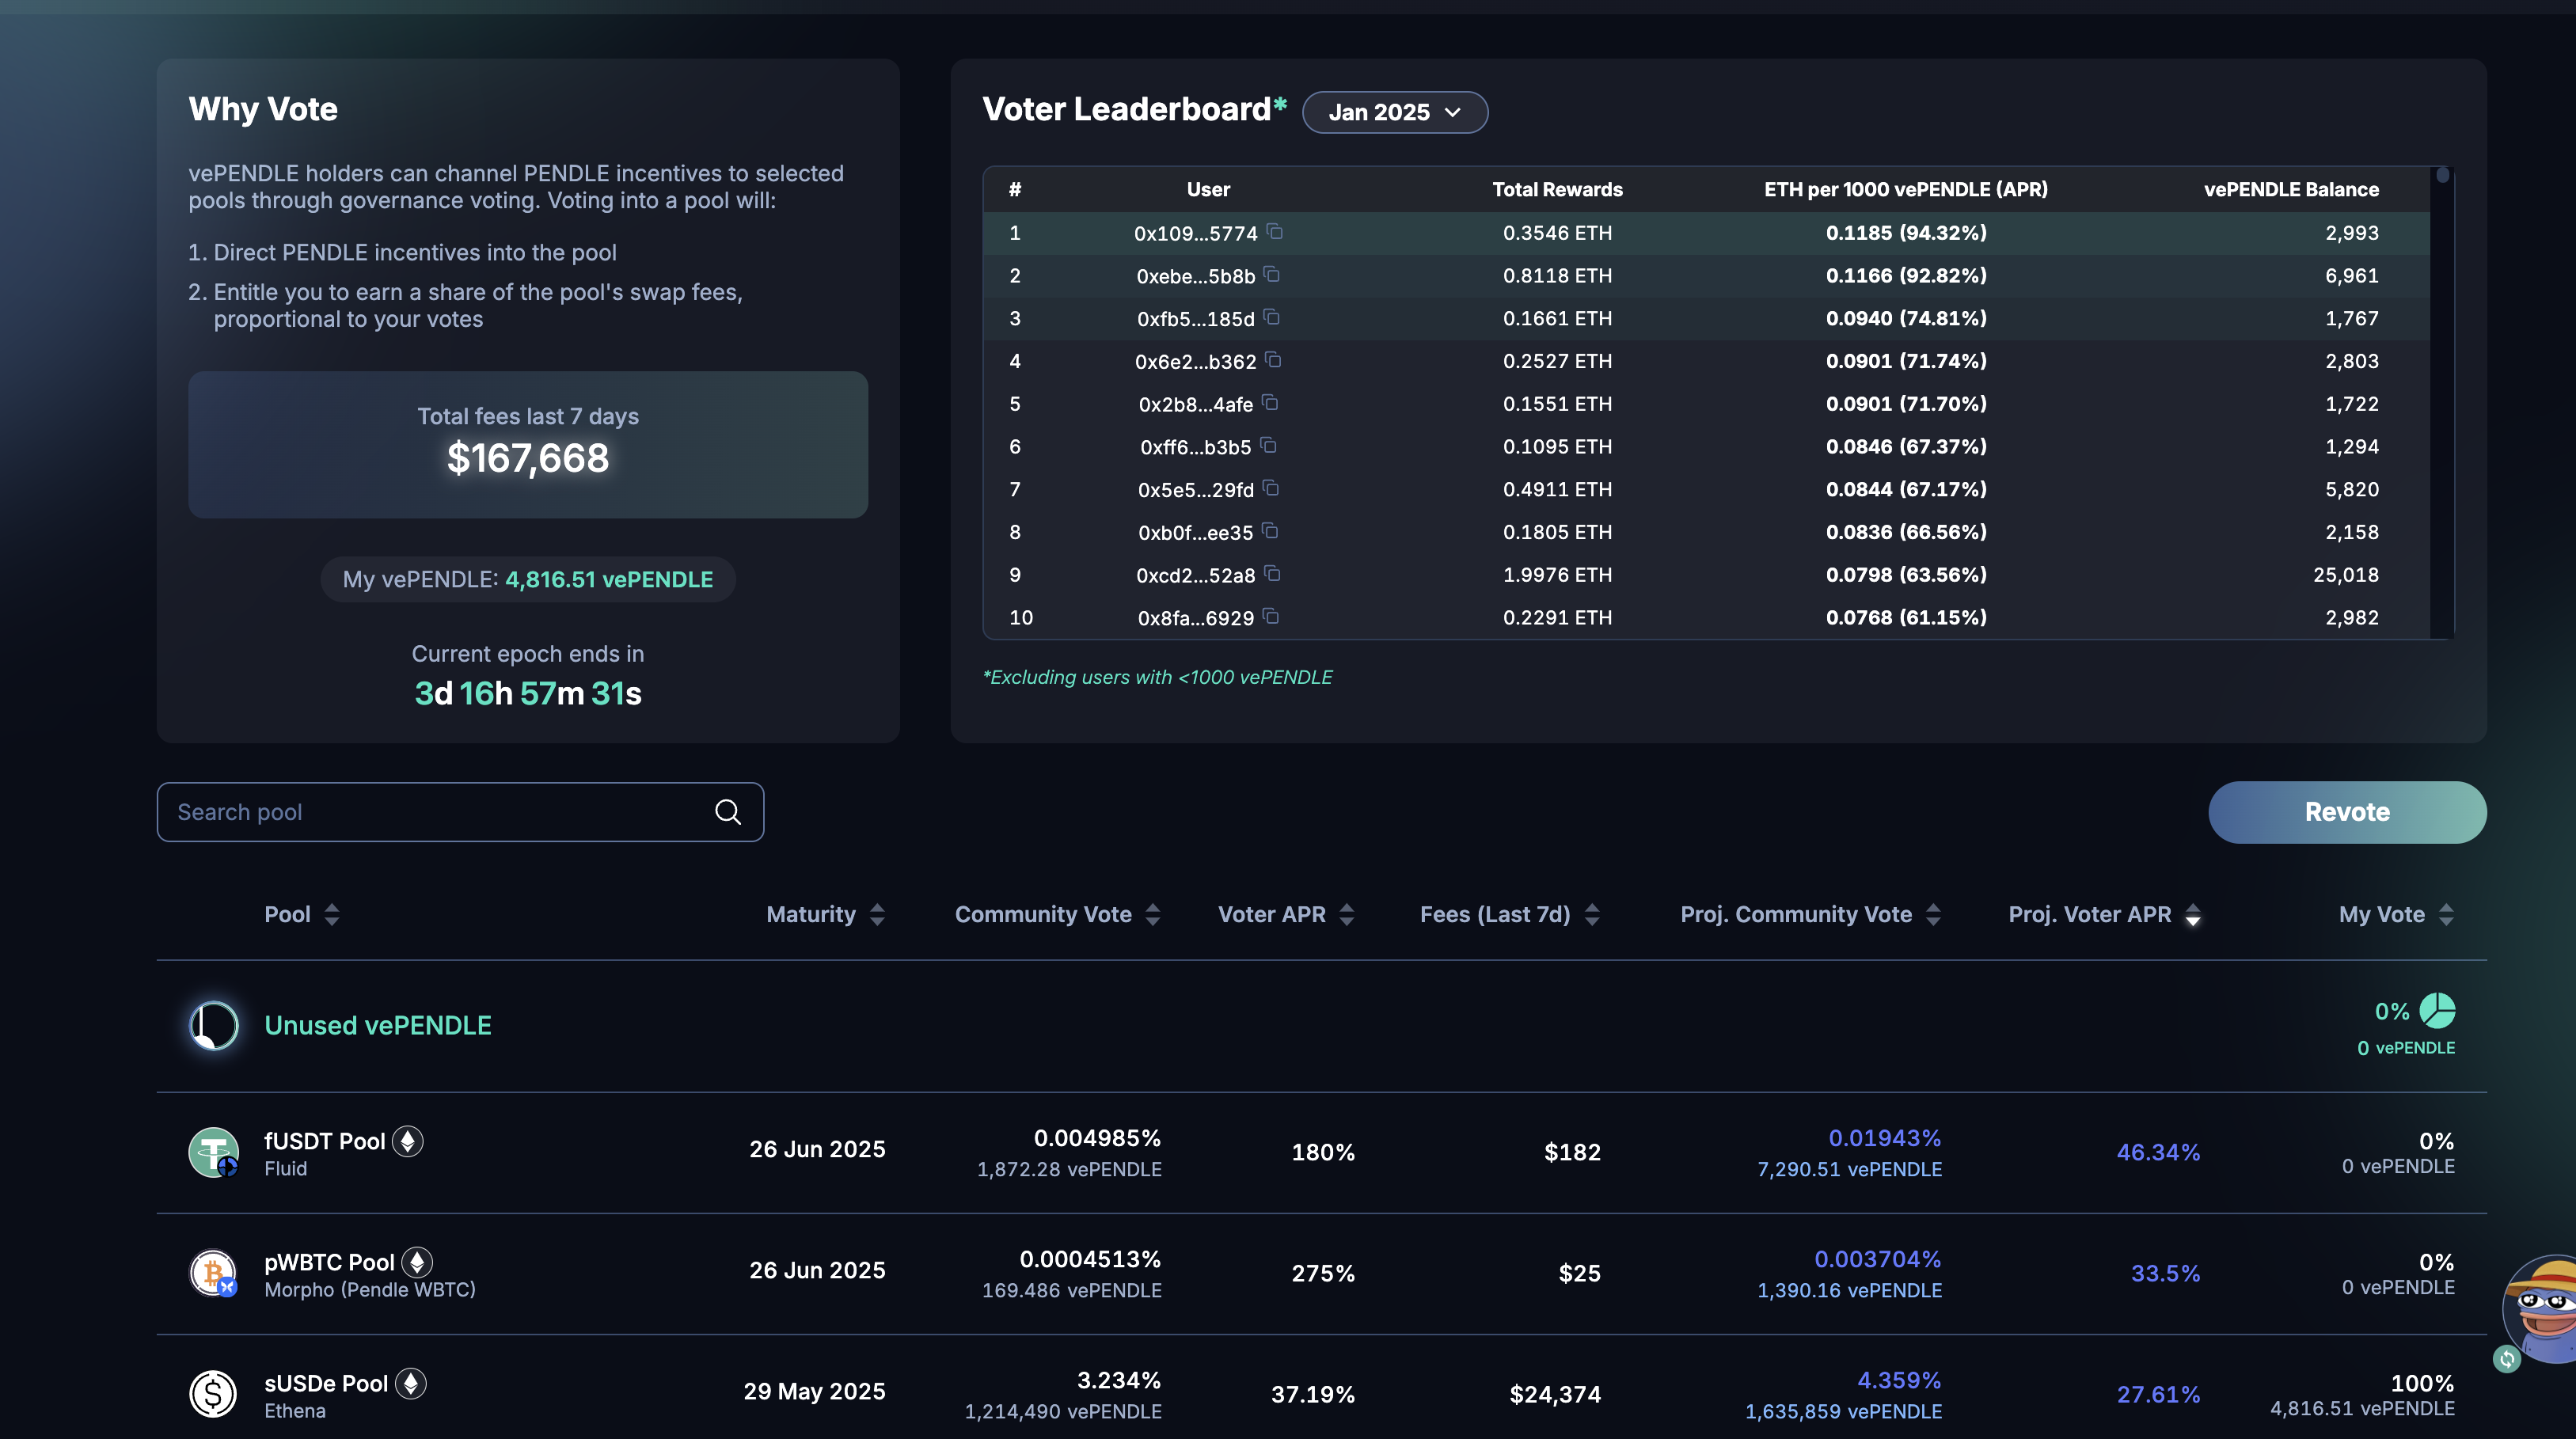 Why Vote
vePENDLE holders can channel PENDLE incentives to selected
pools through governance voting. Voting into a pool will:
1. Direct PENDLE incentives into the pool
2. Entitle you to earn a share of the pool's swap fees,
proportional to your votes
Total fees last 7 days
$167,668
My vePENDLE: 4,816.51 vePENDLE
Current epoch ends in
3d 16h 57m 31s
Voter Leaderboard* Jan 2025
# User Total Rewards ETH per 1000 vePENDLE (APR) vePENDLE Balance
1 0x109...5774 0.3546 ETH 0.1185 (94.32%) 2,993
2 0xebe...5b8b 0.8118 ETH 0.1166 (92.82%) 6,961
3 0xfb5...185d 0.1661 ETH 0.0940 (74.81%) 1,767
4 0x6e2...b362 0.2527 ETH 0.0901 (71.74%) 2,803
5 0x2b8...4afe 0.1551 ETH 0.0901 (71.70%) 1,722
6 0xff6...b3b5 0.1095 ETH 0.0846 (67.37%) 1,294
7 0x5e5...29fd 0.4911 ETH 0.0844 (67.17%) 5,820
8 0xb0f...ee35 0.1805 ETH 0.0836 (66.56%) 2,158
9 0xcd2...52a8 1.9976 ETH 0.0798 (63.56%) 25,018
10 0x8fa...6929 0.2291 ETH 0.0768 (61.15%) 2,982
*Excluding users with <1000 vePENDLE
Search pool
Revote
Pool Maturity Community Vote Voter APR Fees (Last 7d) Proj. Community Vote Proj. Voter APR My Vote
Unused vePENDLE 0%
0 vePENDLE
fUSDT Pool 26 Jun 2025 0.004985% 180% $182 0.01943% 46.34% 0%
Fluid 1,872.28 vePENDLE 7,290.51 vePENDLE 0 vePENDLE
pWBTC Pool 26 Jun 2025 0.0004513% 275% $25 0.003704% 33.5% 0%
Morpho (Pendle WBTC) 169.486 vePENDLE 1,390.16 vePENDLE 0 vePENDLE
sUSDe Pool 29 May 2025 3.234% 37.19% $24,374 4.359% 27.61% 100%
Ethena 1,214,490 vePENDLE 1,635,859 vePENDLE 4,816.51 vePENDLE